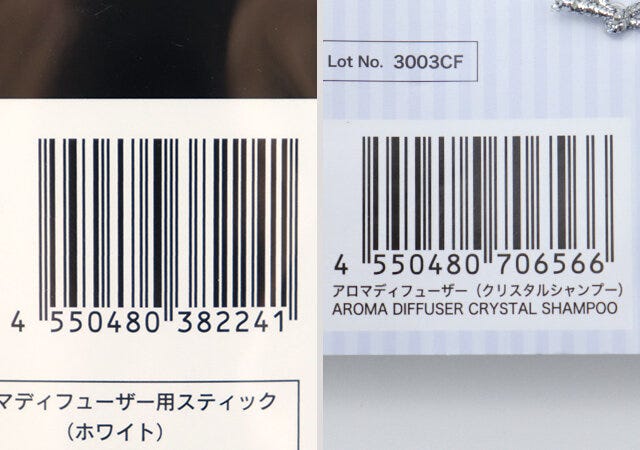 4 550480 382241
マディフューザー用スティック
（ホワイト）
Lot No. 3003CF
4 550480 706566
アロマディフューザー（クリスタルシャンプー）
AROMA DIFFUSER CRYSTAL SHAMPOO